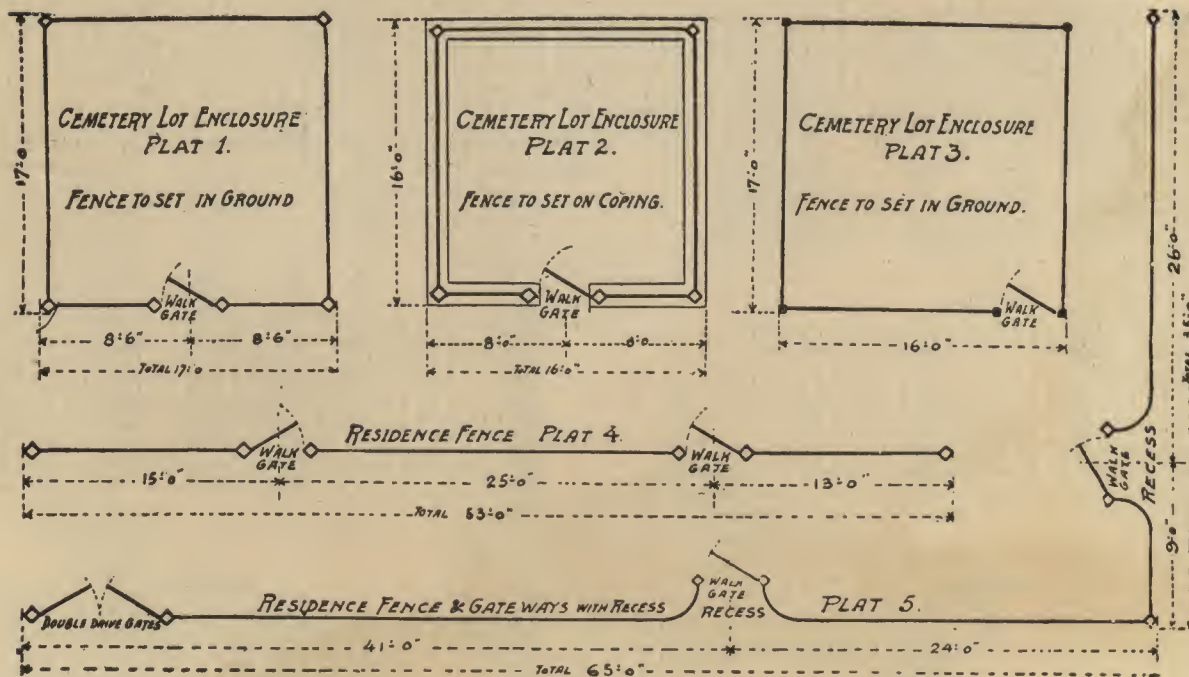 CEMETERY LOT ENCLOSURE
PLAT 1.
FENCE TO SET IN GROUND
17'-0
WALK
GATE
8'-6"
8'-6"
TOTAL 17'-0
CEMETERY LOT ENCLOSURE
PLAT 2.
FENCE TO SET ON COPING.
16'-0"
WALK
GATE
8'-0
8'-0
TOTAL 16'-0"
CEMETERY LOT ENCLOSURE
PLAT 3.
FENCE TO SET IN GROUND.
17'-0"
WALK
GATE
16'-0"
RESIDENCE FENCE PLAT 4.
WALK
GATE
WALK
GATE
15'-0"
25'-0"
13'-0"
TOTAL 53'-0"
RESIDENCE FENCE & GATEWAYS WITH RECESS
PLAT 5.
DOUBLE DRIVE GATES
WALK
GATE
RECESS
41'-0"
24'-0"
TOTAL 65'-0"
WALK
GATE
RECESS
26'-0"
9'-0"
TOTAL 35'-0"